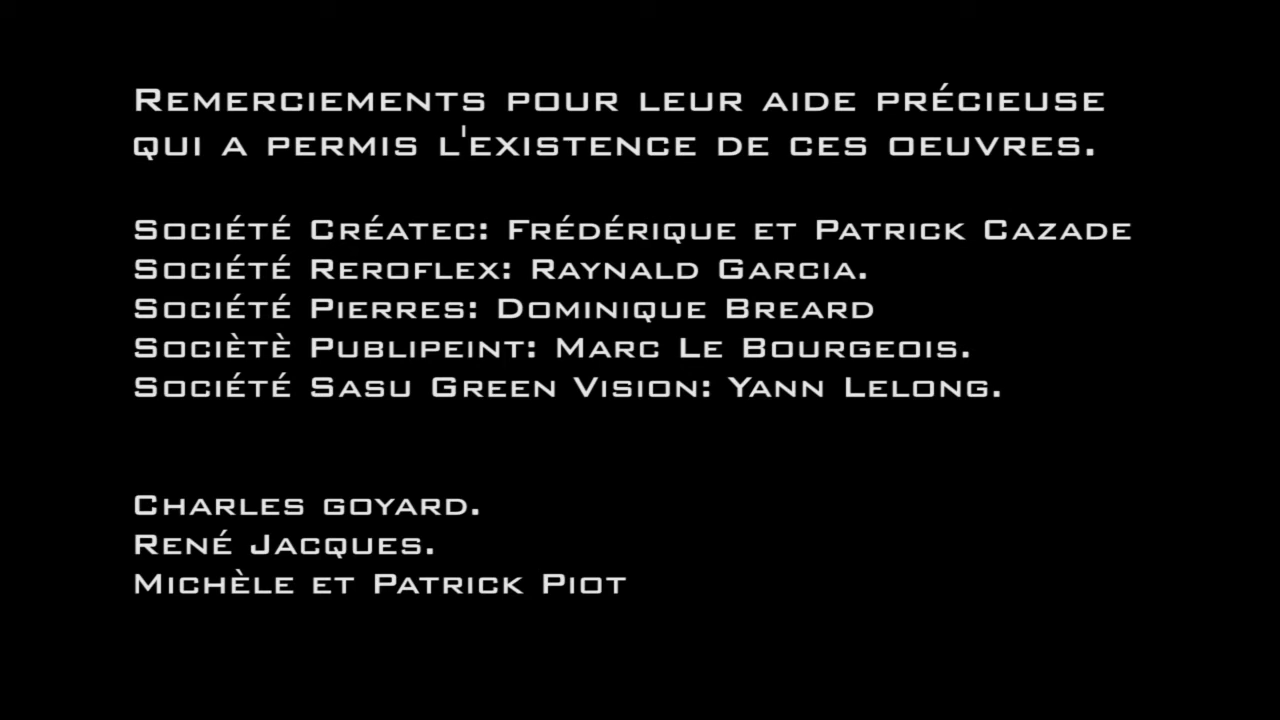 Remerciements pour leur aide précieuse
qui a permis l'existence de ces oeuvres.
Société Créatec: Frédérique et Patrick Cazade
Société Reroflex: Raynald Garcia.
Société Pierres: Dominique Breard
Sociètè Publipeint: Marc Le Bourgeois.
Société Sasu Green Vision: Yann Lelong.
Charles goyard.
René Jacques.
Michèle et Patrick Piot